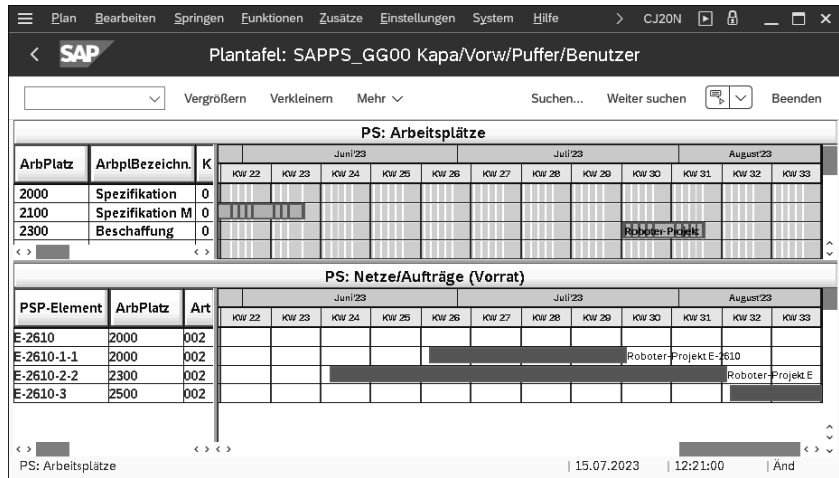 Plan Bearbeiten Springen Funktionen Zusätze Einstellungen System Hilfe > CJ20N
< SAP Plantafel: SAPPS_GG00 Kapa/Vorw/Puffer/Benutzer
Vergrößern Verkleinern Mehr Suchen... Weiter suchen Beenden
PS: Arbeitsplätze
ArbPlatz ArbplBezeichn. K
Juni'23 Juli'23 August'23
KW 22 KW 23 KW 24 KW 25 KW 26 KW 27 KW 28 KW 29 KW 30 KW 31 KW 32 KW 33
2000 Spezifikation 0
2100 Spezifikation M 0
2300 Beschaffung 0 Roboter-Projekt
PS: Netze/Aufträge (Vorrat)
PSP-Element ArbPlatz Art
Juni'23 Juli'23 August'23
KW 22 KW 23 KW 24 KW 25 KW 26 KW 27 KW 28 KW 29 KW 30 KW 31 KW 32 KW 33
E-2610 2000 002
E-2610-1-1 2000 002 Roboter-Projekt E-2610
E-2610-2-2 2300 002 Roboter-Projekt E
E-2610-3 2500 002
PS: Arbeitsplätze 15.07.2023 12:21:00 Änd